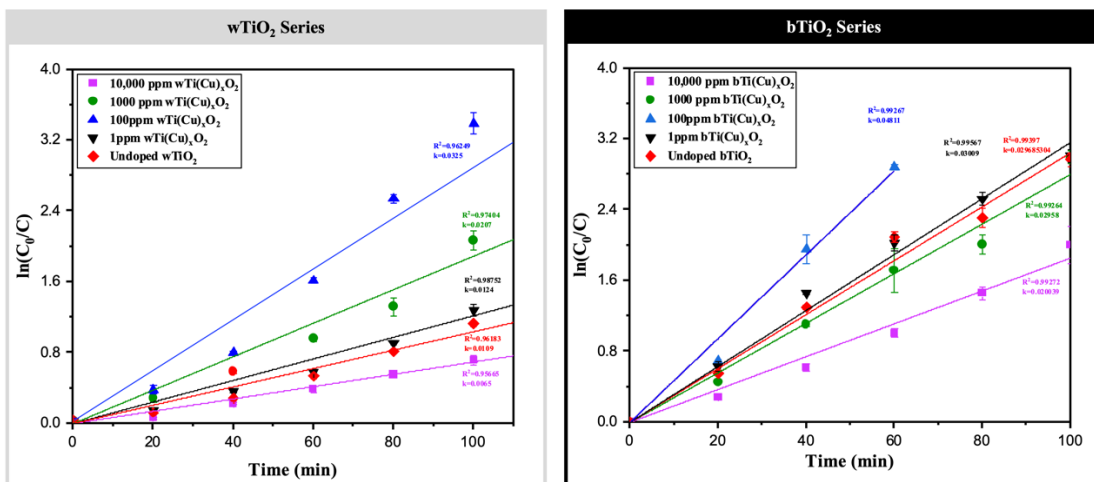 wTiO₂ Series
4.0
3.2
2.4
1.6
0.8
0.0
ln(C₀/C)
10,000 ppm wTi(Cu)ₓO₂
1000 ppm wTi(Cu)ₓO₂
100ppm wTi(Cu)ₓO₂
1ppm wTi(Cu)ₓO₂
Undoped wTiO₂
R²=0.96249
k=0.0325
R²=0.97404
k=0.0207
R²=0.98752
k=0.0124
R²=0.96183
k=0.0109
R²=0.95665
k=0.0065
0 20 40 60 80 100
Time (min)
bTiO₂ Series
4.0
3.2
2.4
1.6
0.8
0.0
ln(C₀/C)
10,000 ppm bTi(Cu)ₓO₂
1000 ppm bTi(Cu)ₓO₂
100ppm bTi(Cu)ₓO₂
1ppm bTi(Cu)ₓO₂
Undoped bTiO₂
R²=0.99267
k=0.04811
R²=0.99567
k=0.03009
R²=0.99397
k=0.029685304
R²=0.99264
k=0.02958
R²=0.99272
k=0.020039
0 20 40 60 80 100
Time (min)